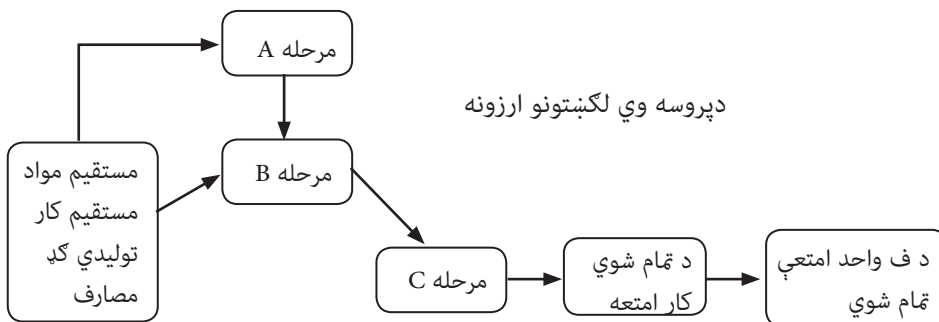 مرحله A
دپروسه وي لګښتونو ارزونه
مرحله B
مستقیم مواد
مستقیم کار
تولیدي ګډ
مصارف
مرحله C
د تمام شوي
کار امتعه
د ف واحد امتعې
تمام شوي